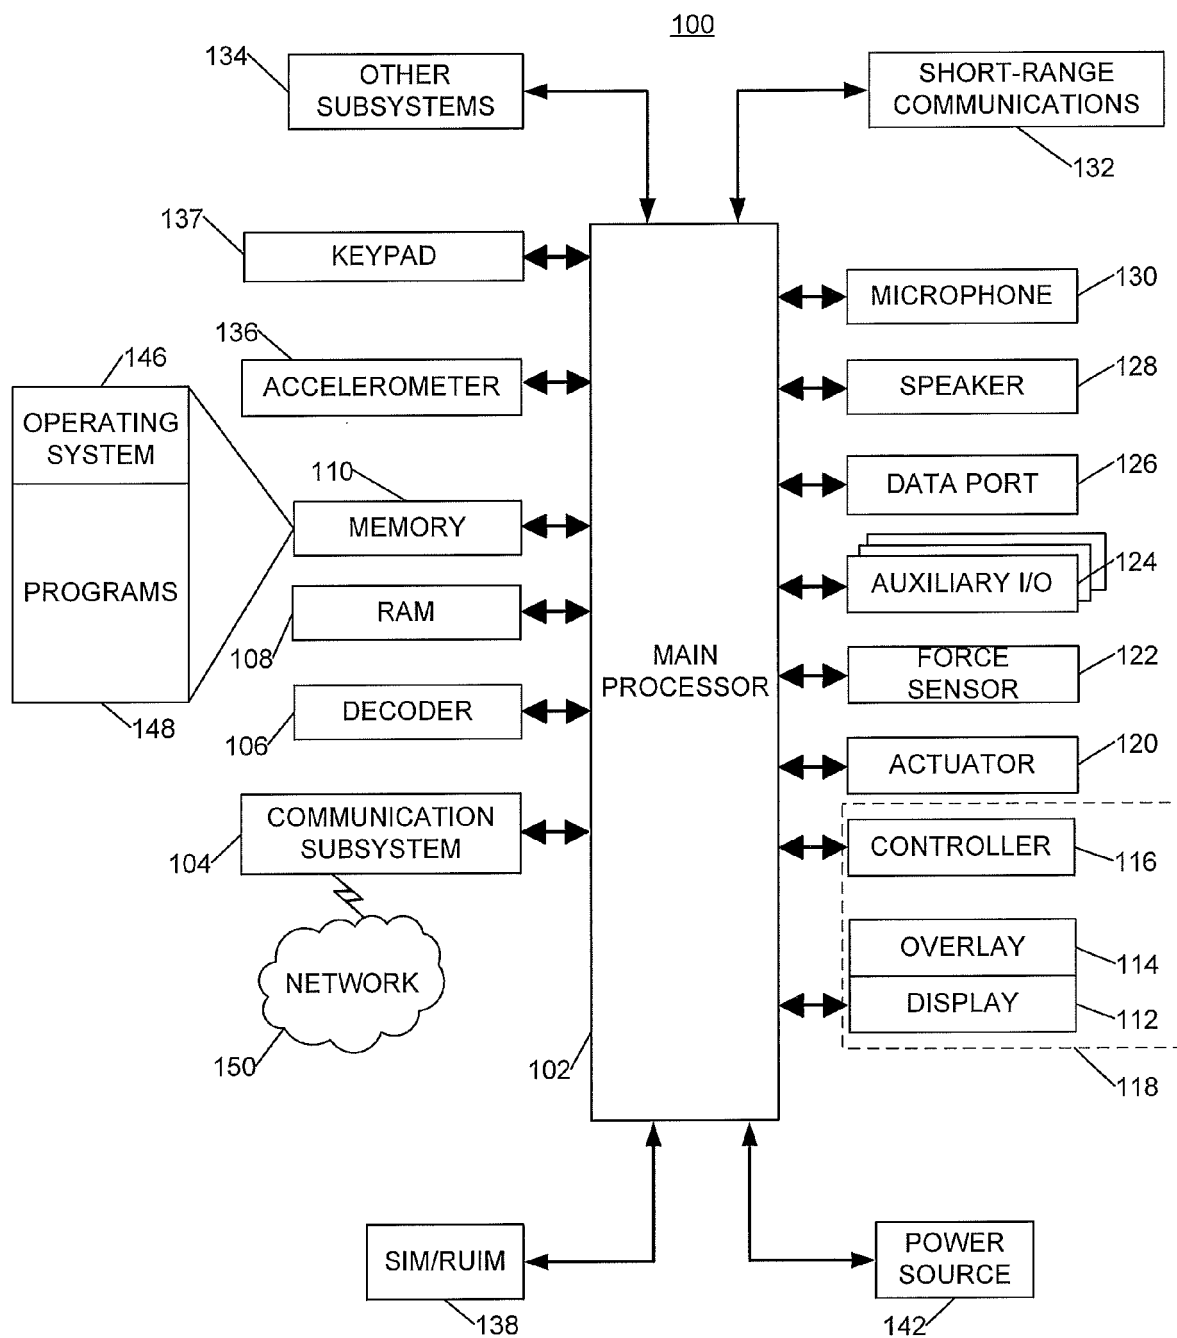 100
134
OTHER
SUBSYSTEMS
SHORT-RANGE
COMMUNICATIONS
132
137
KEYPAD
MICROPHONE
130
136
ACCELEROMETER
SPEAKER
128
146
OPERATING
SYSTEM
PROGRAMS
148
110
MEMORY
DATA PORT
126
AUXILIARY I/O
124
RAM
108
MAIN
PROCESSOR
102
FORCE
SENSOR
122
DECODER
106
ACTUATOR
120
COMMUNICATION
SUBSYSTEM
104
CONTROLLER
116
NETWORK
150
OVERLAY
114
DISPLAY
112
118
SIM/RUIM
138
POWER
SOURCE
142